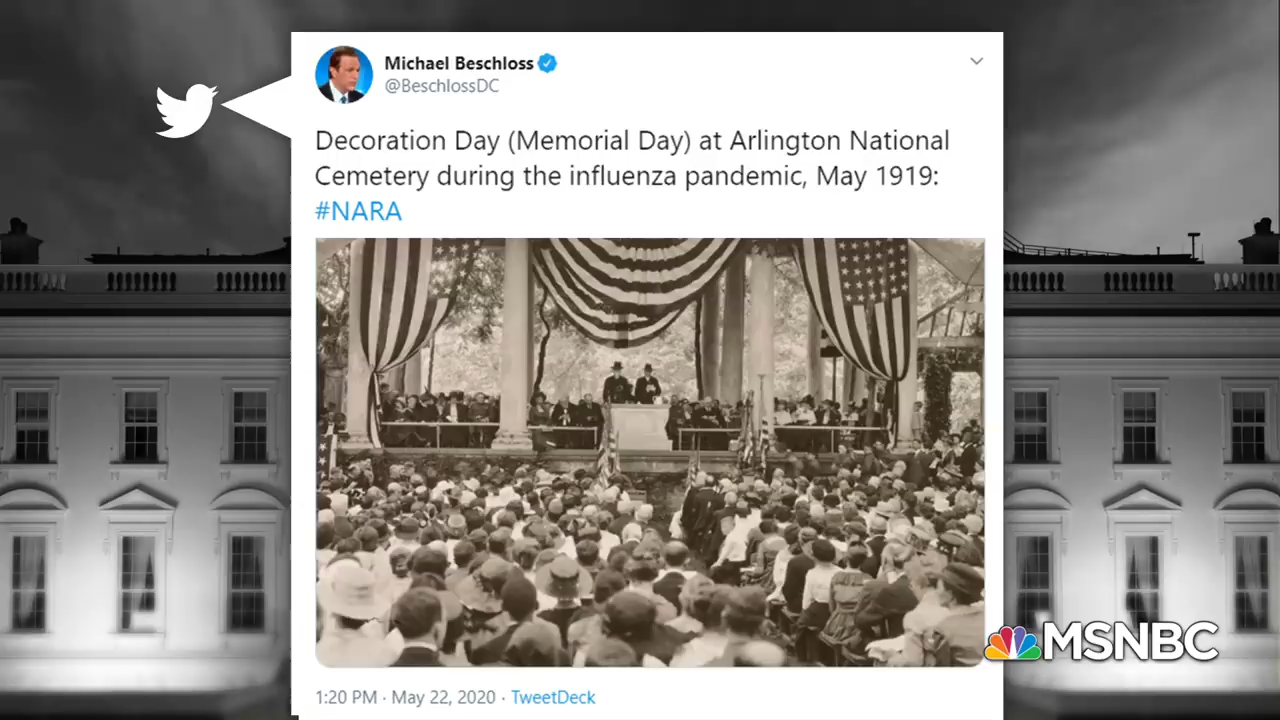 Michael Beschloss
@BeschlossDC
Decoration Day (Memorial Day) at Arlington National
Cemetery during the influenza pandemic, May 1919:
#NARA
MSNBC
1:20 PM · May 22, 2020 · TweetDeck